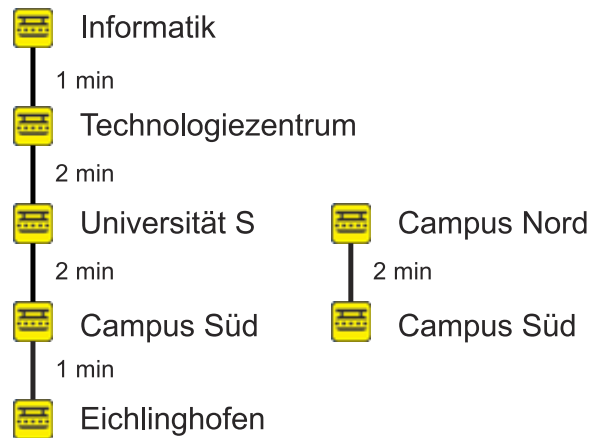 Informatik
1 min
Technologiezentrum
2 min
Universität S
2 min
Campus Süd
1 min
Eichlinghofen
Campus Nord
2 min
Campus Süd